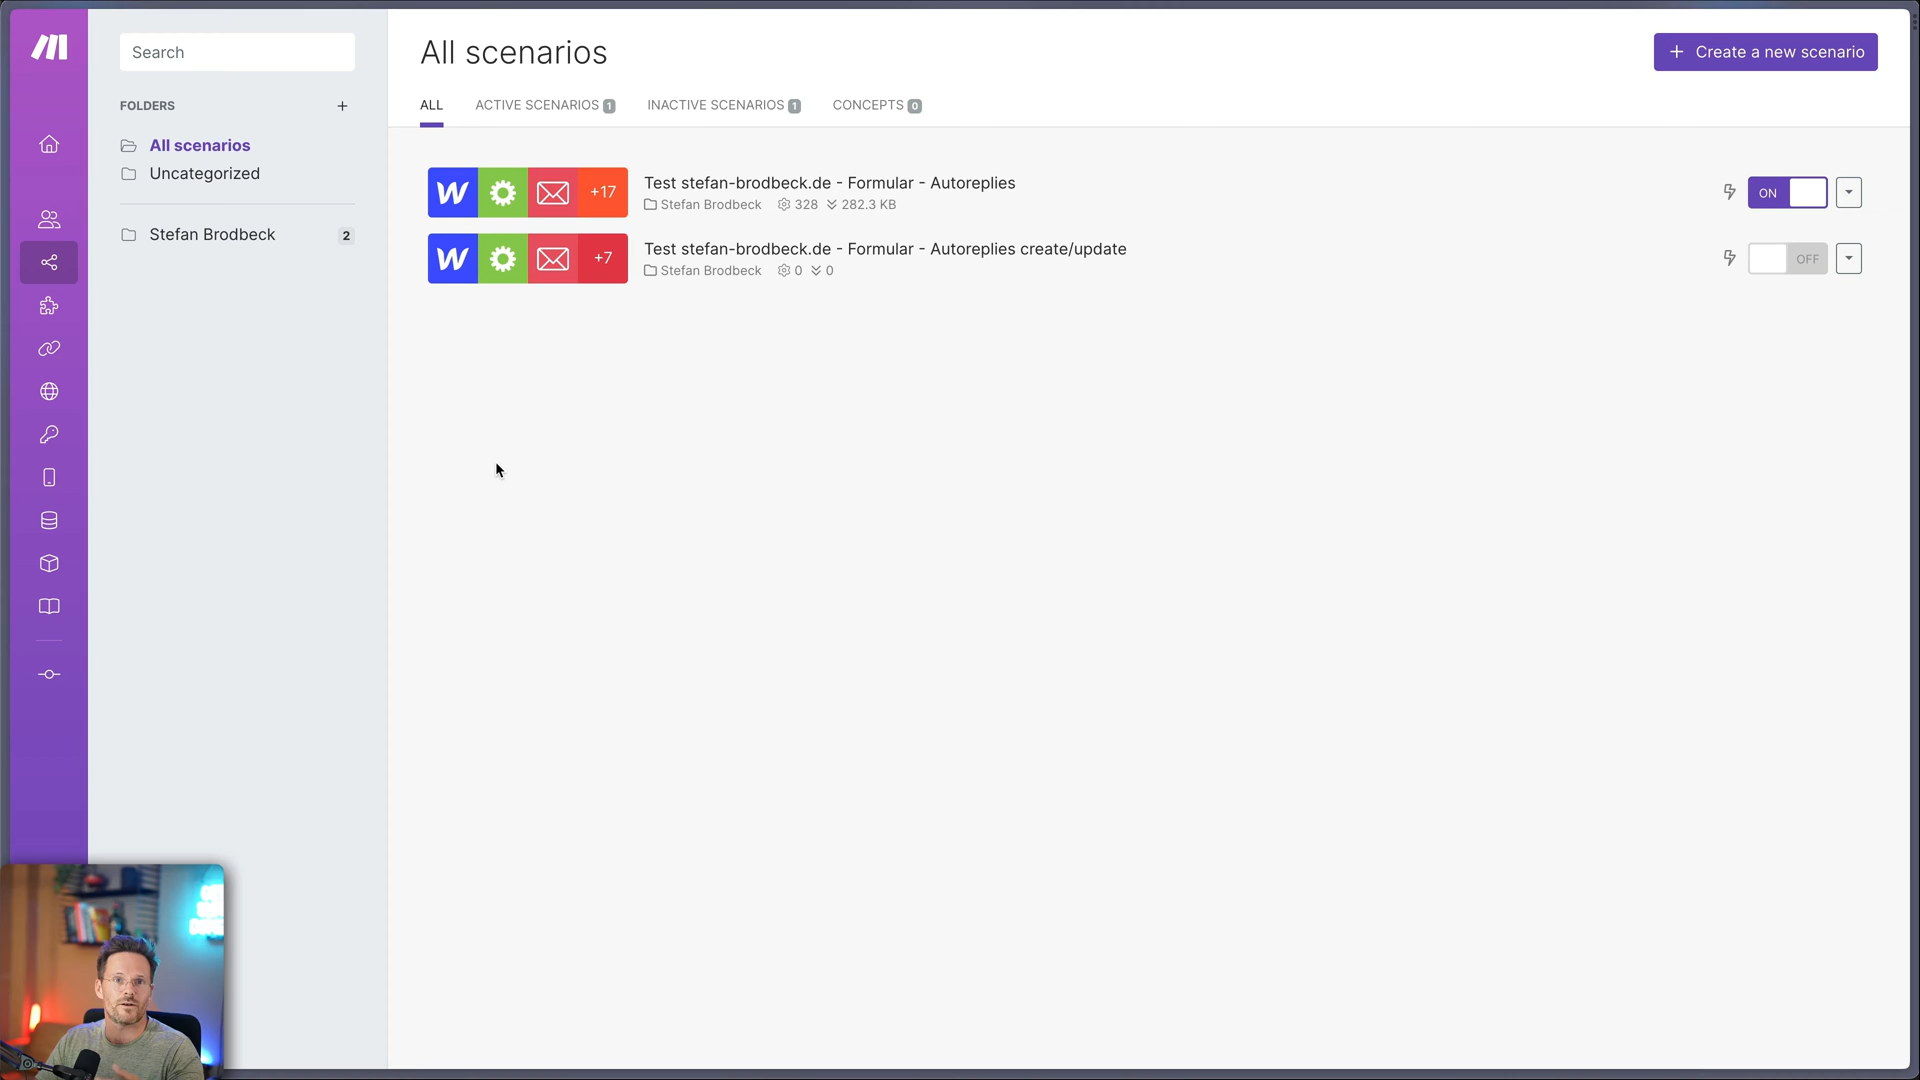 Search
All scenarios
+ Create a new scenario
FOLDERS +
ALL
ACTIVE SCENARIOS 1
INACTIVE SCENARIOS 1
CONCEPTS 0
All scenarios
Uncategorized
Stefan Brodbeck 2
W +17
Test stefan-brodbeck.de - Formular - Autoreplies
Stefan Brodbeck 328 282.3 KB
ON
W +7
Test stefan-brodbeck.de - Formular - Autoreplies create/update
Stefan Brodbeck 0 0
OFF